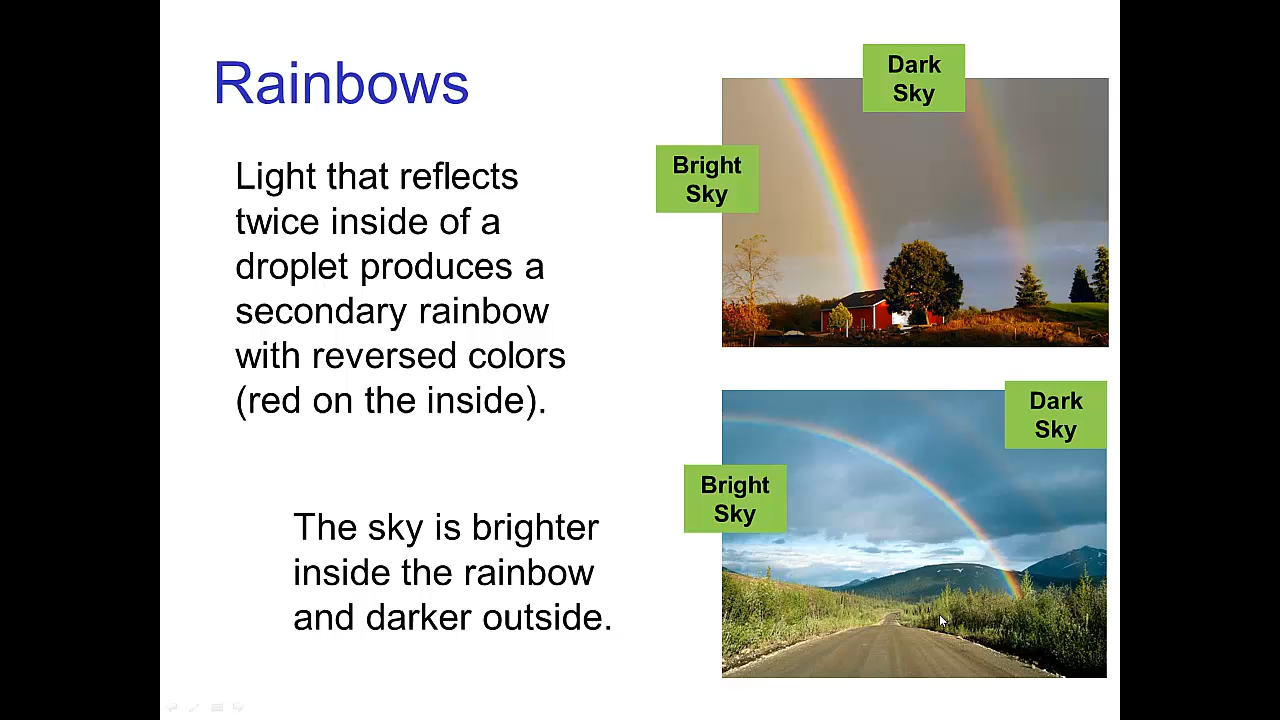 Rainbows
Light that reflects
twice inside of a
droplet produces a
secondary rainbow
with reversed colors
(red on the inside).
The sky is brighter
inside the rainbow
and darker outside.
Dark
Sky
Bright
Sky
Dark
Sky
Bright
Sky